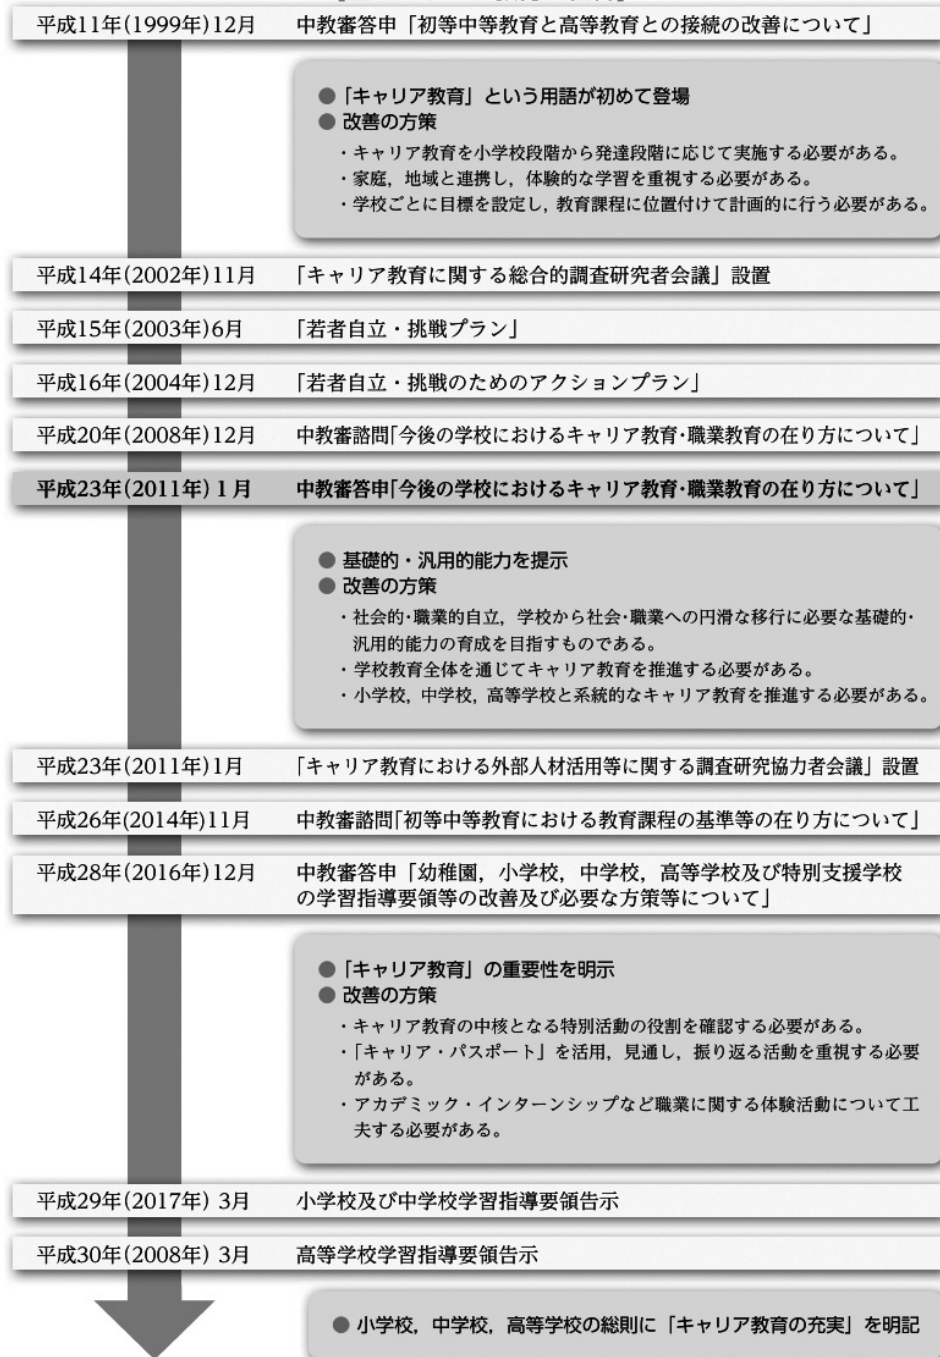 平成11年(1999年)12月 中教審答申「初等中等教育と高等教育との接続の改善について」
●「キャリア教育」という用語が初めて登場
● 改善の方策
・キャリア教育を小学校段階から発達段階に応じて実施する必要がある。
・家庭，地域と連携し，体験的な学習を重視する必要がある。
・学校ごとに目標を設定し，教育課程に位置付けて計画的に行う必要がある。
平成14年(2002年)11月 「キャリア教育に関する総合的調査研究者会議」設置
平成15年(2003年)6月 「若者自立・挑戦プラン」
平成16年(2004年)12月 「若者自立・挑戦のためのアクションプラン」
平成20年(2008年)12月 中教審諮問「今後の学校におけるキャリア教育・職業教育の在り方について」
平成23年(2011年) 1月 中教審答申「今後の学校におけるキャリア教育・職業教育の在り方について」
● 基礎的・汎用的能力を提示
● 改善の方策
・社会的・職業的自立，学校から社会・職業への円滑な移行に必要な基礎的・
汎用的能力の育成を目指すものである。
・学校教育全体を通じてキャリア教育を推進する必要がある。
・小学校，中学校，高等学校と系統的なキャリア教育を推進する必要がある。
平成23年(2011年)1月 「キャリア教育における外部人材活用等に関する調査研究協力者会議」設置
平成26年(2014年)11月 中教審諮問「初等中等教育における教育課程の基準等の在り方について」
平成28年(2016年)12月 中教審答申「幼稚園，小学校，中学校，高等学校及び特別支援学校
の学習指導要領等の改善及び必要な方策等について」
●「キャリア教育」の重要性を明示
● 改善の方策
・キャリア教育の中核となる特別活動の役割を確認する必要がある。
・「キャリア・パスポート」を活用，見通し，振り返る活動を重視する必要
がある。
・アカデミック・インターンシップなど職業に関する体験活動について工
夫する必要がある。
平成29年(2017年) 3月 小学校及び中学校学習指導要領告示
平成30年(2008年) 3月 高等学校学習指導要領告示
● 小学校，中学校，高等学校の総則に「キャリア教育の充実」を明記